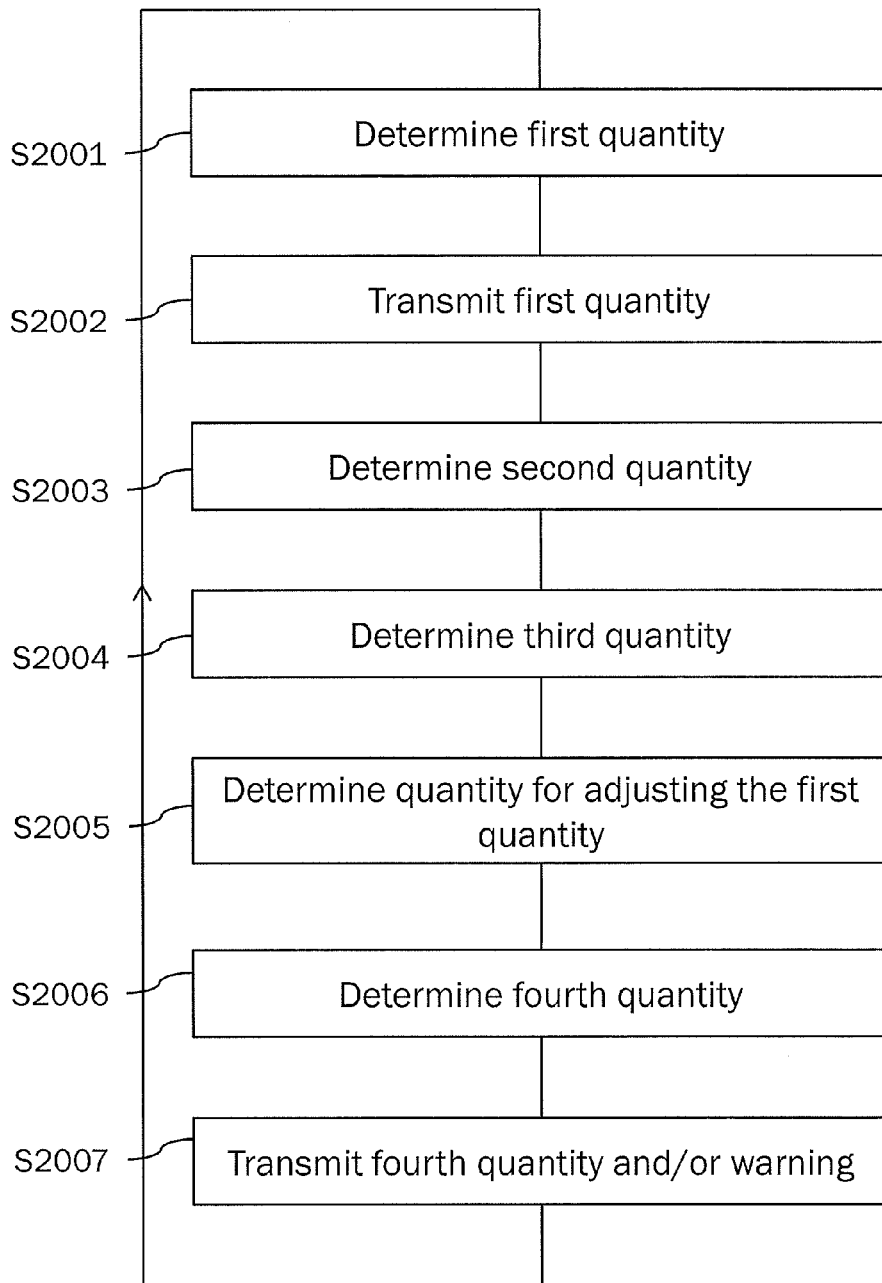 S2001 Determine first quantity
S2002 Transmit first quantity
S2003 Determine second quantity
S2004 Determine third quantity
S2005 Determine quantity for adjusting the first
quantity
S2006 Determine fourth quantity
S2007 Transmit fourth quantity and/or warning